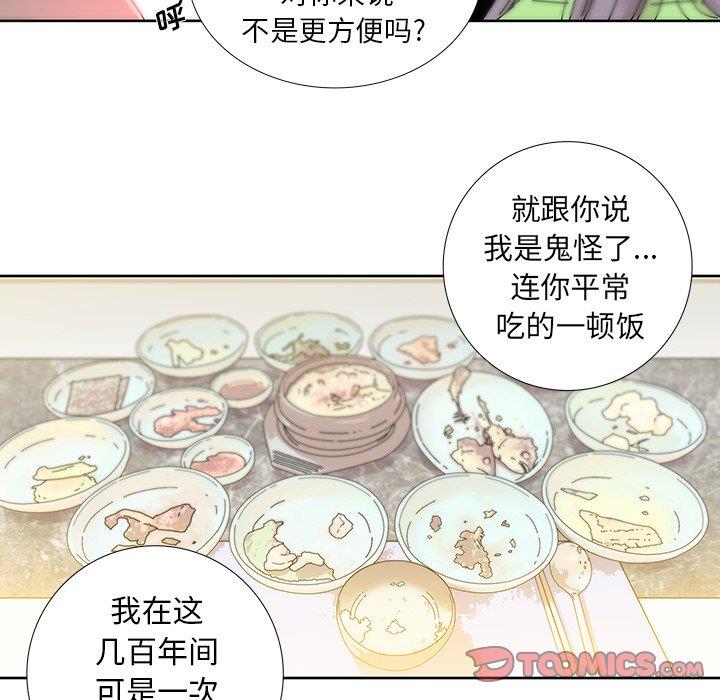 呼
不是更方便吗?
就跟你说
我是鬼怪了...
连你平常
吃的一顿饭
我在这
几百年间
可是一次
TOOMICS.COM